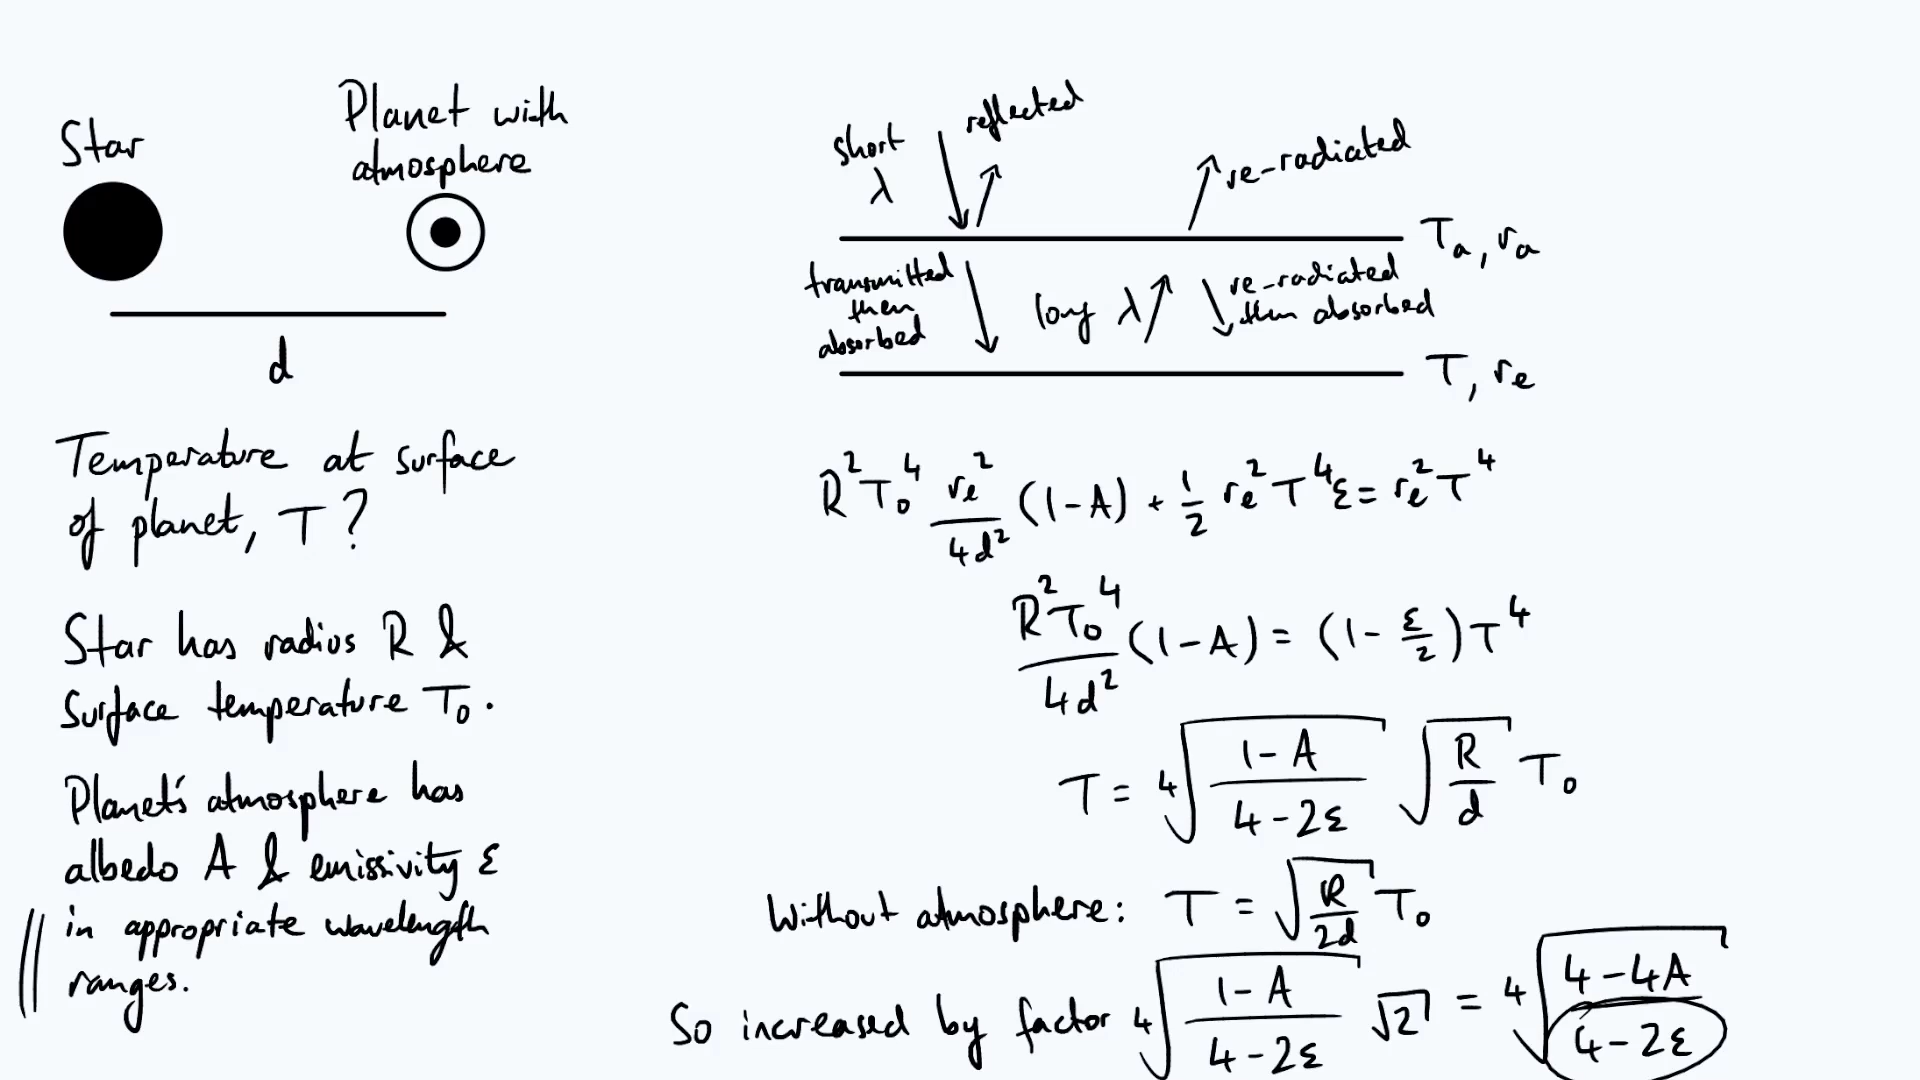 Star
Planet with
atmosphere
d
Temperature at surface
of planet, T?
Star has radius R &
surface temperature T₀.
Planet's atmosphere has
albedo A & emissivity ε
in appropriate wavelength
ranges.
short
λ
reflected
re-radiated
Tₐ, rₐ
transmitted
then
absorbed
long λ
re-radiated
then absorbed
T, rₑ
R²T₀⁴ rₑ²/4d² (1-A) + 1/2 rₑ²T⁴ε = rₑ²T⁴
R²T₀⁴/4d² (1-A) = (1-ε/2)T⁴
T = ⁴√((1-A)/(4-2ε)) √(R/d) T₀
Without atmosphere: T = √(R/2d) T₀
So increased by factor ⁴√((1-A)/(4-2ε)) √2 = ⁴√((4-4A)/(4-2ε))